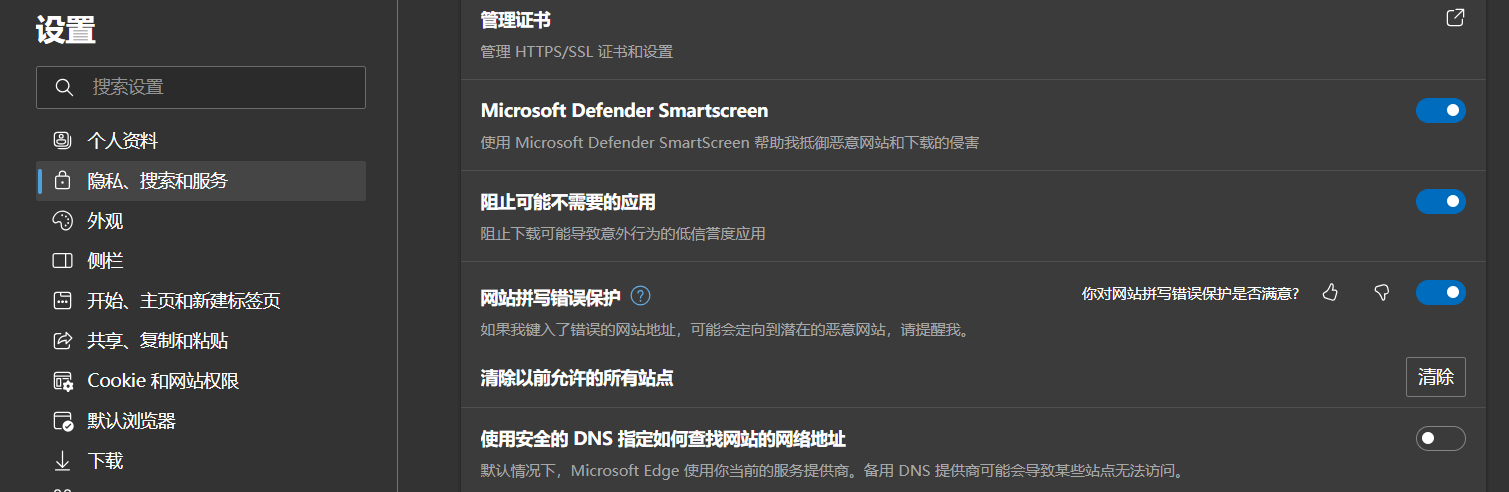 设置
搜索设置
个人资料
隐私、搜索和服务
外观
侧栏
开始、主页和新建标签页
共享、复制和粘贴
Cookie 和网站权限
默认浏览器
下载
管理证书
管理 HTTPS/SSL 证书和设置
Microsoft Defender Smartscreen
使用 Microsoft Defender SmartScreen 帮助我抵御恶意网站和下载的侵害
阻止可能不需要的应用
阻止下载可能导致意外行为的低信誉度应用
网站拼写错误保护
你对网站拼写错误保护是否满意?
如果我键入了错误的网站地址，可能会定向到潜在的恶意网站，请提醒我。
清除以前允许的所有站点
清除
使用安全的 DNS 指定如何查找网站的网络地址
默认情况下，Microsoft Edge 使用你当前的服务提供商。备用 DNS 提供商可能会导致某些站点无法访问。